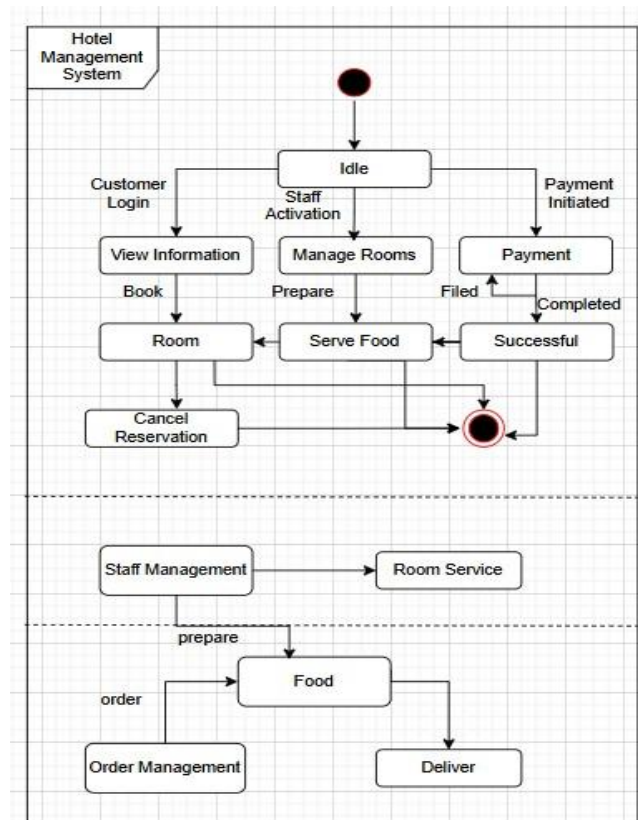 Hotel
Management
System
Idle
Customer
Login
Staff
Activation
Payment
Initiated
View Information
Manage Rooms
Payment
Book
Prepare
Filed
Completed
Room
Serve Food
Successful
Cancel
Reservation
Staff Management
Room Service
prepare
Food
order
Order Management
Deliver